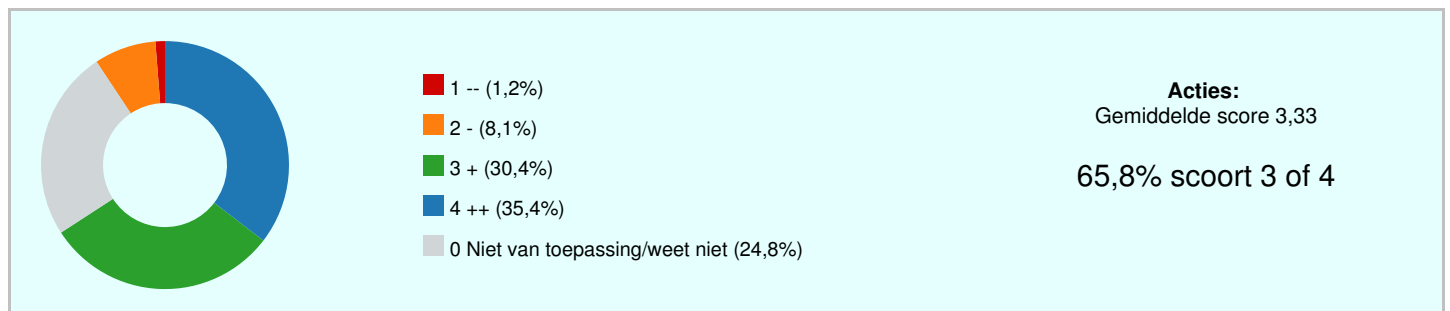 1 -- (1,2%)
2 - (8,1%)
3 + (30,4%)
4 ++ (35,4%)
0 Niet van toepassing/weet niet (24,8%)
Acties:
Gemiddelde score 3,33
65,8% scoort 3 of 4